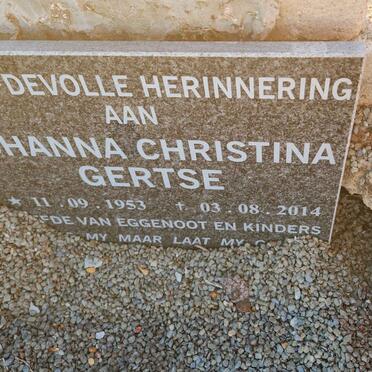 DEVOLLE HERINNERING
AAN
HANNA CHRISTINA
GERTSE
★ 11 . 09 . 1953 ✝ 03 . 08 . 2014
FDE VAN EGGENOOT EN KINDERS
MY MAAR LAAT MY